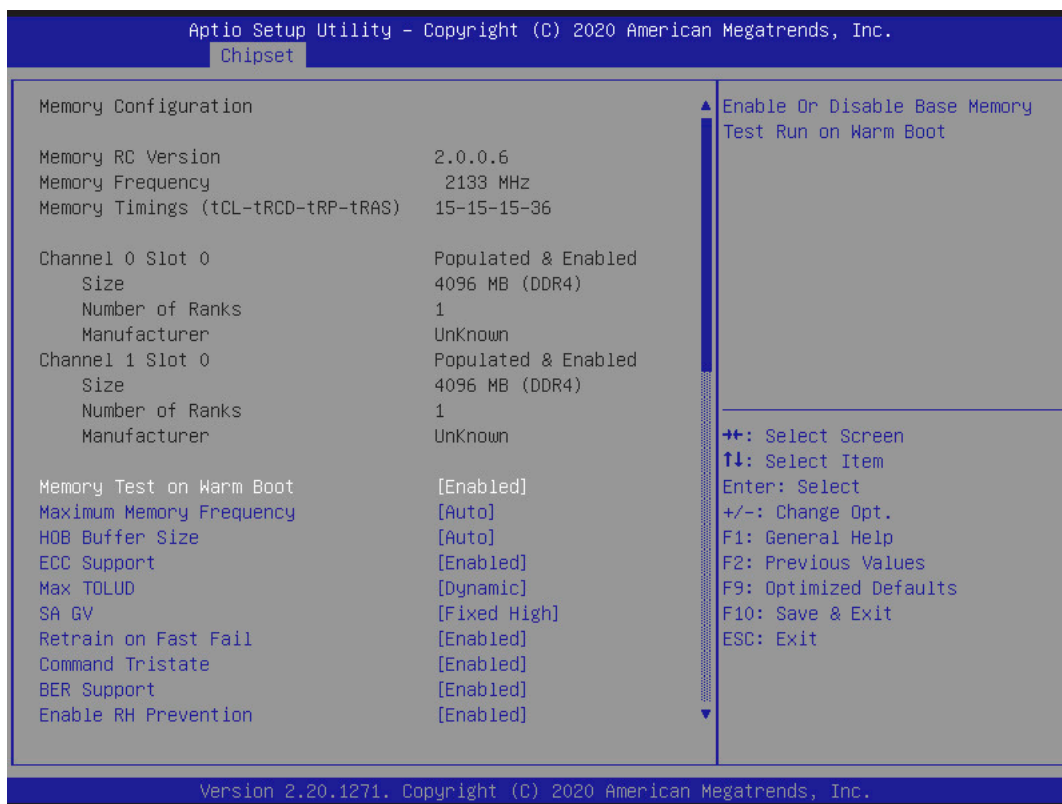 Aptio Setup Utility – Copyright (C) 2020 American Megatrends, Inc.
Chipset
Memory Configuration
Memory RC Version 2.0.0.6
Memory Frequency 2133 MHz
Memory Timings (tCL-tRCD-tRP-tRAS) 15-15-15-36
Channel 0 Slot 0 Populated & Enabled
Size 4096 MB (DDR4)
Number of Ranks 1
Manufacturer UnKnown
Channel 1 Slot 0 Populated & Enabled
Size 4096 MB (DDR4)
Number of Ranks 1
Manufacturer UnKnown
Memory Test on Warm Boot [Enabled]
Maximum Memory Frequency [Auto]
HOB Buffer Size [Auto]
ECC Support [Enabled]
Max TOLUD [Dynamic]
SA GV [Fixed High]
Retrain on Fast Fail [Enabled]
Command Tristate [Enabled]
BER Support [Enabled]
Enable RH Prevention [Enabled]
Enable Or Disable Base Memory
Test Run on Warm Boot
→←: Select Screen
↑↓: Select Item
Enter: Select
+/-: Change Opt.
F1: General Help
F2: Previous Values
F9: Optimized Defaults
F10: Save & Exit
ESC: Exit
Version 2.20.1271. Copyright (C) 2020 American Megatrends, Inc.